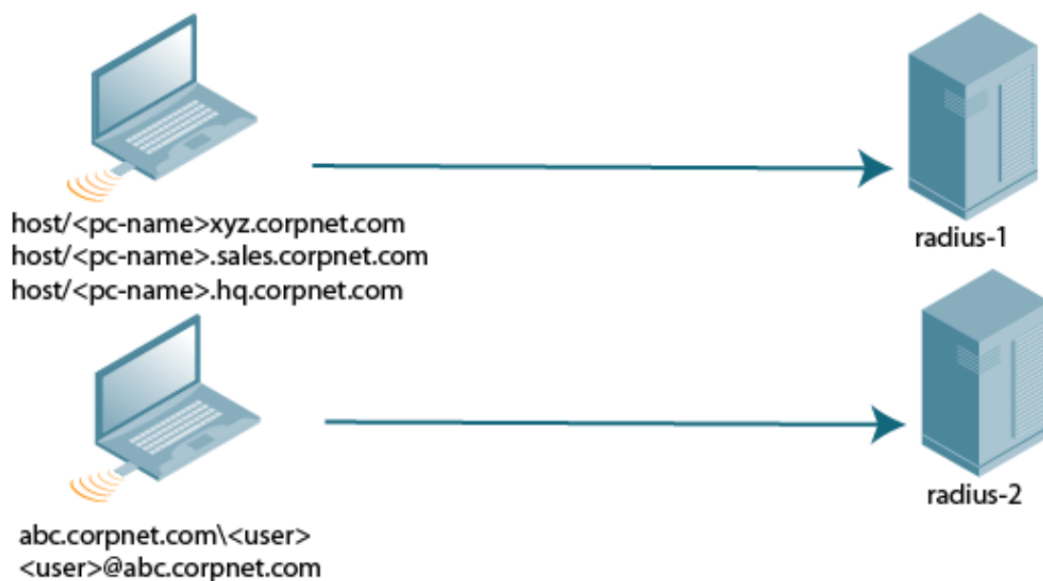 host/<pc-name>xyz.corpnet.com
host/<pc-name>.sales.corpnet.com
host/<pc-name>.hq.corpnet.com
radius-1
abc.corpnet.com\<user>
<user>@abc.corpnet.com
radius-2